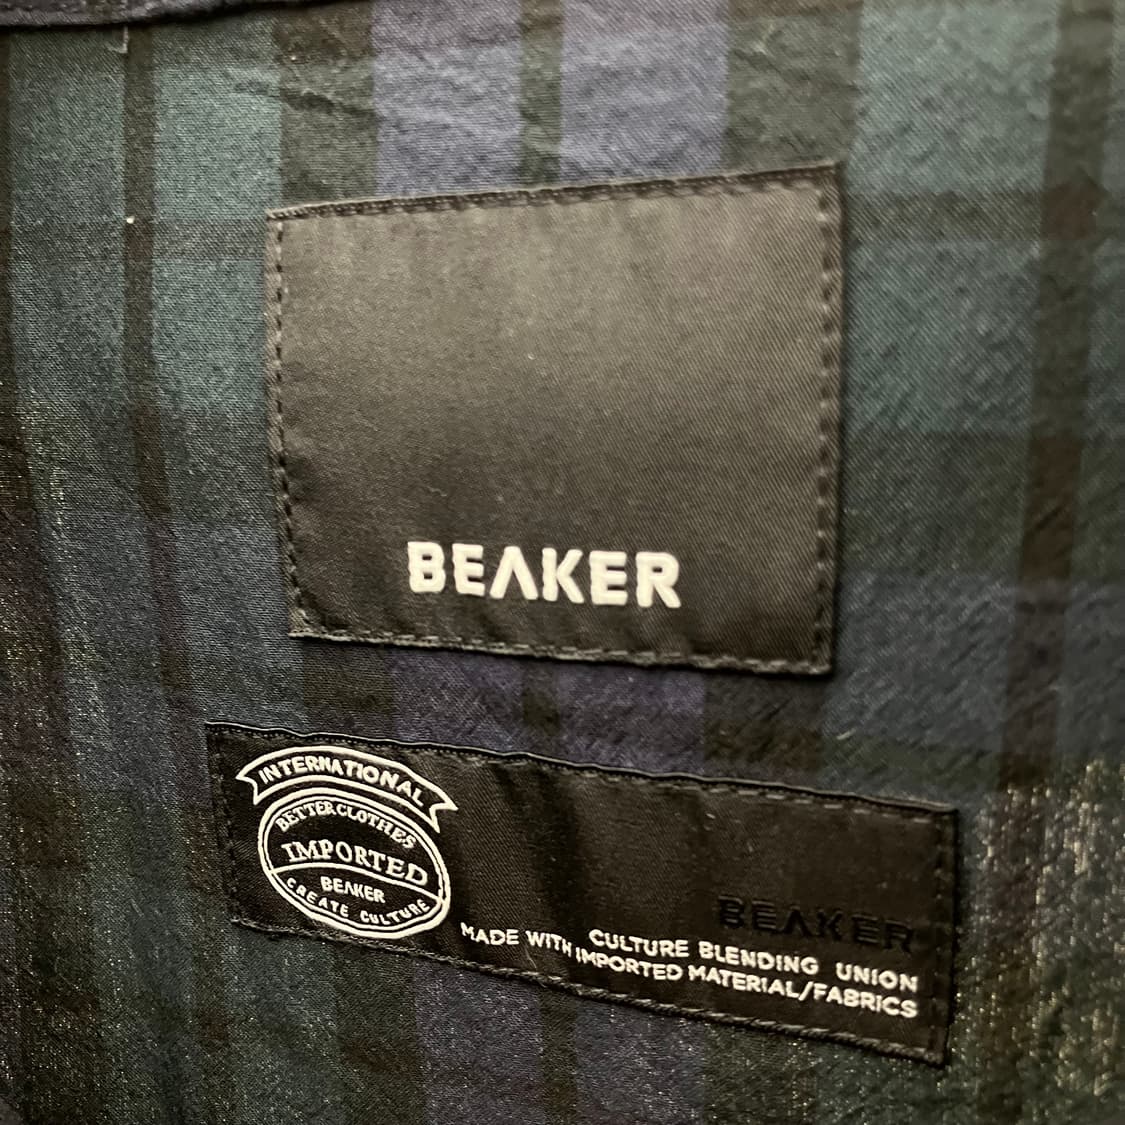 BEAKER
INTERNATIONAL
BETTER CLOTHES
IMPORTED
BEAKER
CREATE CULTURE
BEAKER
CULTURE BLENDING UNION
MADE WITH IMPORTED MATERIAL/FABRICS